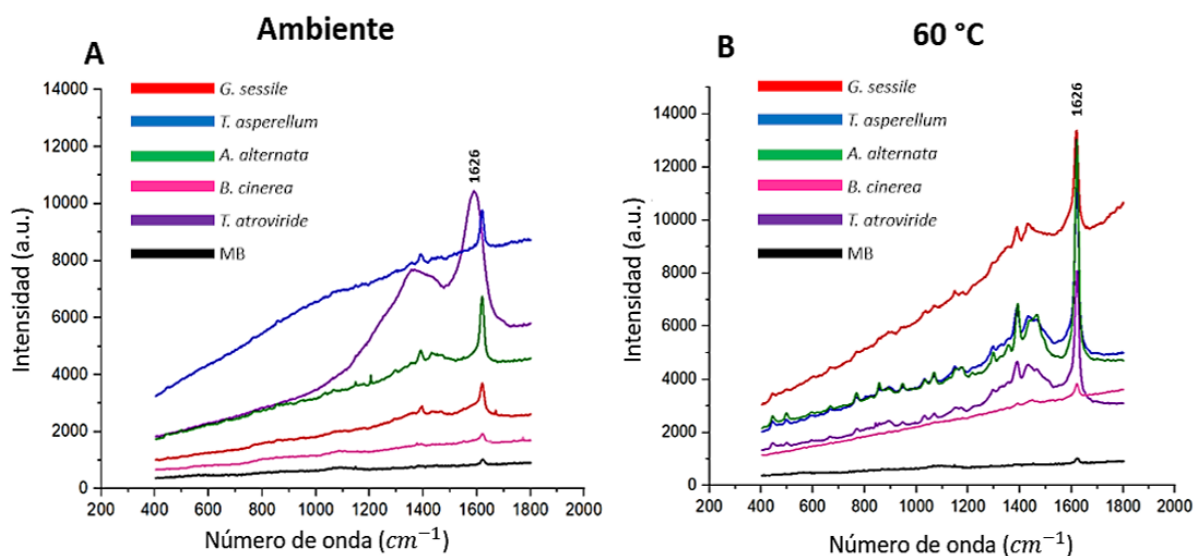 Ambiente
A
14000
12000
10000
8000
6000
4000
2000
0
Intensidad (a.u.)
G. sessile
T. asperellum
A. alternata
B. cinerea
T. atroviride
MB
1626
200 400 600 800 1000 1200 1400 1600 1800 2000
Número de onda (cm⁻¹)
60 °C
B
14000
12000
10000
8000
6000
4000
2000
0
Intensidad (a.u.)
G. sessile
T. asperellum
A. alternata
B. cinerea
T. atroviride
MB
1626
200 400 600 800 1000 1200 1400 1600 1800 2000
Número de onda (cm⁻¹)